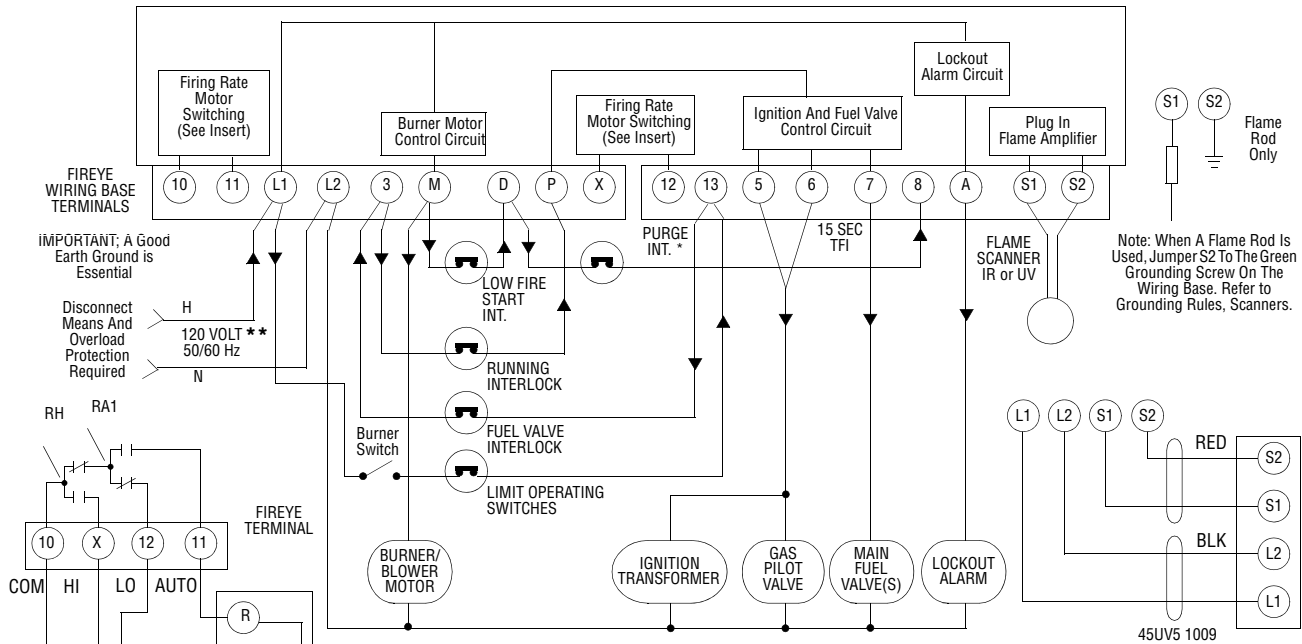 Firing Rate
Motor
Switching
(See Insert)
Burner Motor
Control Circuit
Firing Rate
Motor Switching
(See Insert)
Ignition And Fuel Valve
Control Circuit
Lockout
Alarm Circuit
Plug In
Flame Amplifier
S1 S2
Flame
Rod
Only
FIREYE
WIRING BASE
TERMINALS
10 11 L1 L2 3 M D P X 12 13 5 6 7 8 A S1 S2
IMPORTANT; A Good
Earth Ground is
Essential
PURGE
INT. *
15 SEC
TFI
FLAME
SCANNER
IR or UV
Note: When A Flame Rod Is
Used, Jumper S2 To The Green
Grounding Screw On The
Wiring Base. Refer to
Grounding Rules, Scanners.
LOW FIRE
START
INT.
Disconnect
Means And
Overload
Protection
Required
H
120 VOLT **
50/60 Hz
N
RUNNING
INTERLOCK
FUEL VALVE
INTERLOCK
Burner
Switch
LIMIT OPERATING
SWITCHES
RH
RA1
FIREYE
TERMINAL
10 X 12 11
COM HI LO AUTO
R
BURNER/
BLOWER
MOTOR
IGNITION
TRANSFORMER
GAS
PILOT
VALVE
MAIN
FUEL
VALVE(S)
LOCKOUT
ALARM
L1 L2 S1 S2
RED
S2
S1
BLK
L2
L1
45UV5 1009